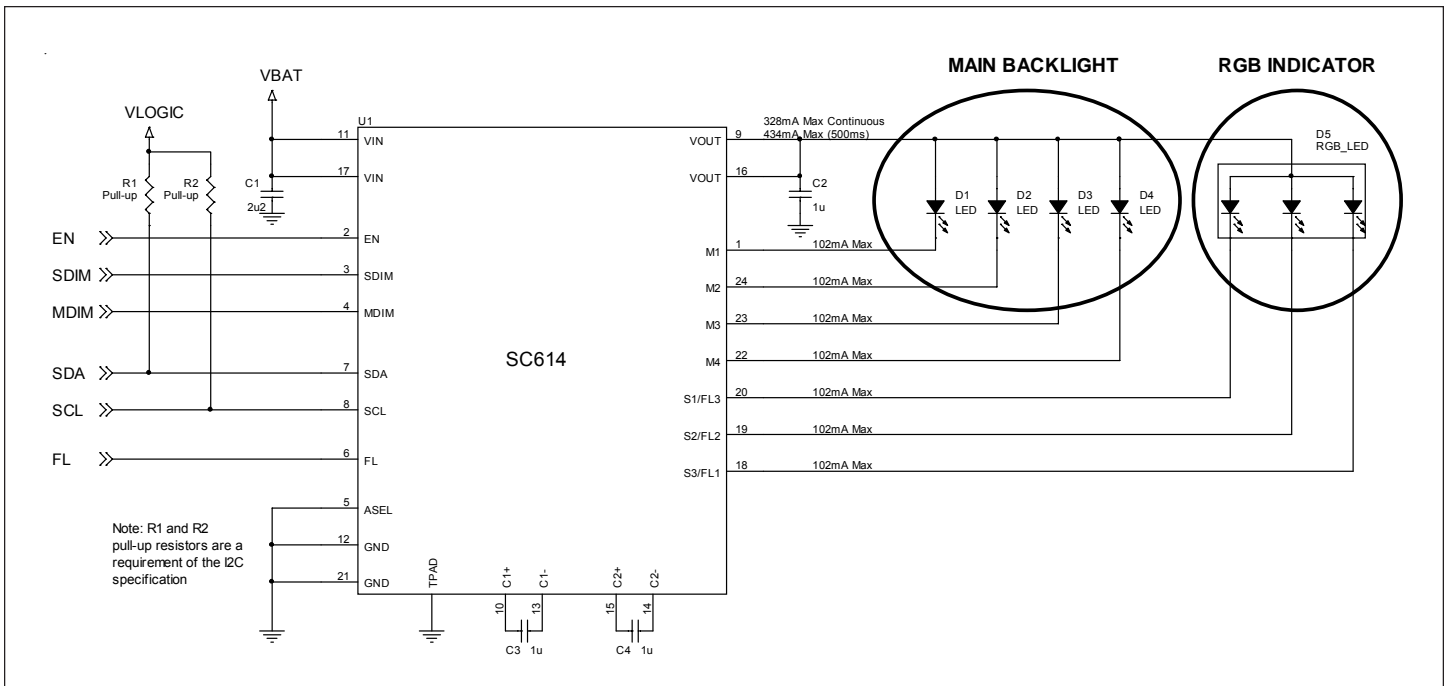 MAIN BACKLIGHT
RGB INDICATOR
VBAT
VLOGIC
U1
328mA Max Continuous
434mA Max (500ms)
D5
RGB_LED
11 VIN
VOUT 9
17 VIN
VOUT 16
R1
Pull-up
R2
Pull-up
C1
2u2
C2
1u
D1
LED
D2
LED
D3
LED
D4
LED
EN
2 EN
M1 1 102mA Max
SDIM
3 SDIM
M2 24 102mA Max
MDIM
4 MDIM
M3 23 102mA Max
SC614
M4 22 102mA Max
SDA
7 SDA
S1/FL3 20 102mA Max
SCL
8 SCL
S2/FL2 19 102mA Max
FL
6 FL
S3/FL1 18 102mA Max
5 ASEL
12 GND
21 GND
Note: R1 and R2
pull-up resistors are a
requirement of the I2C
specification
TPAD
C1+
C1-
C2+
C2-
10
13
15
14
C3 1u
C4 1u